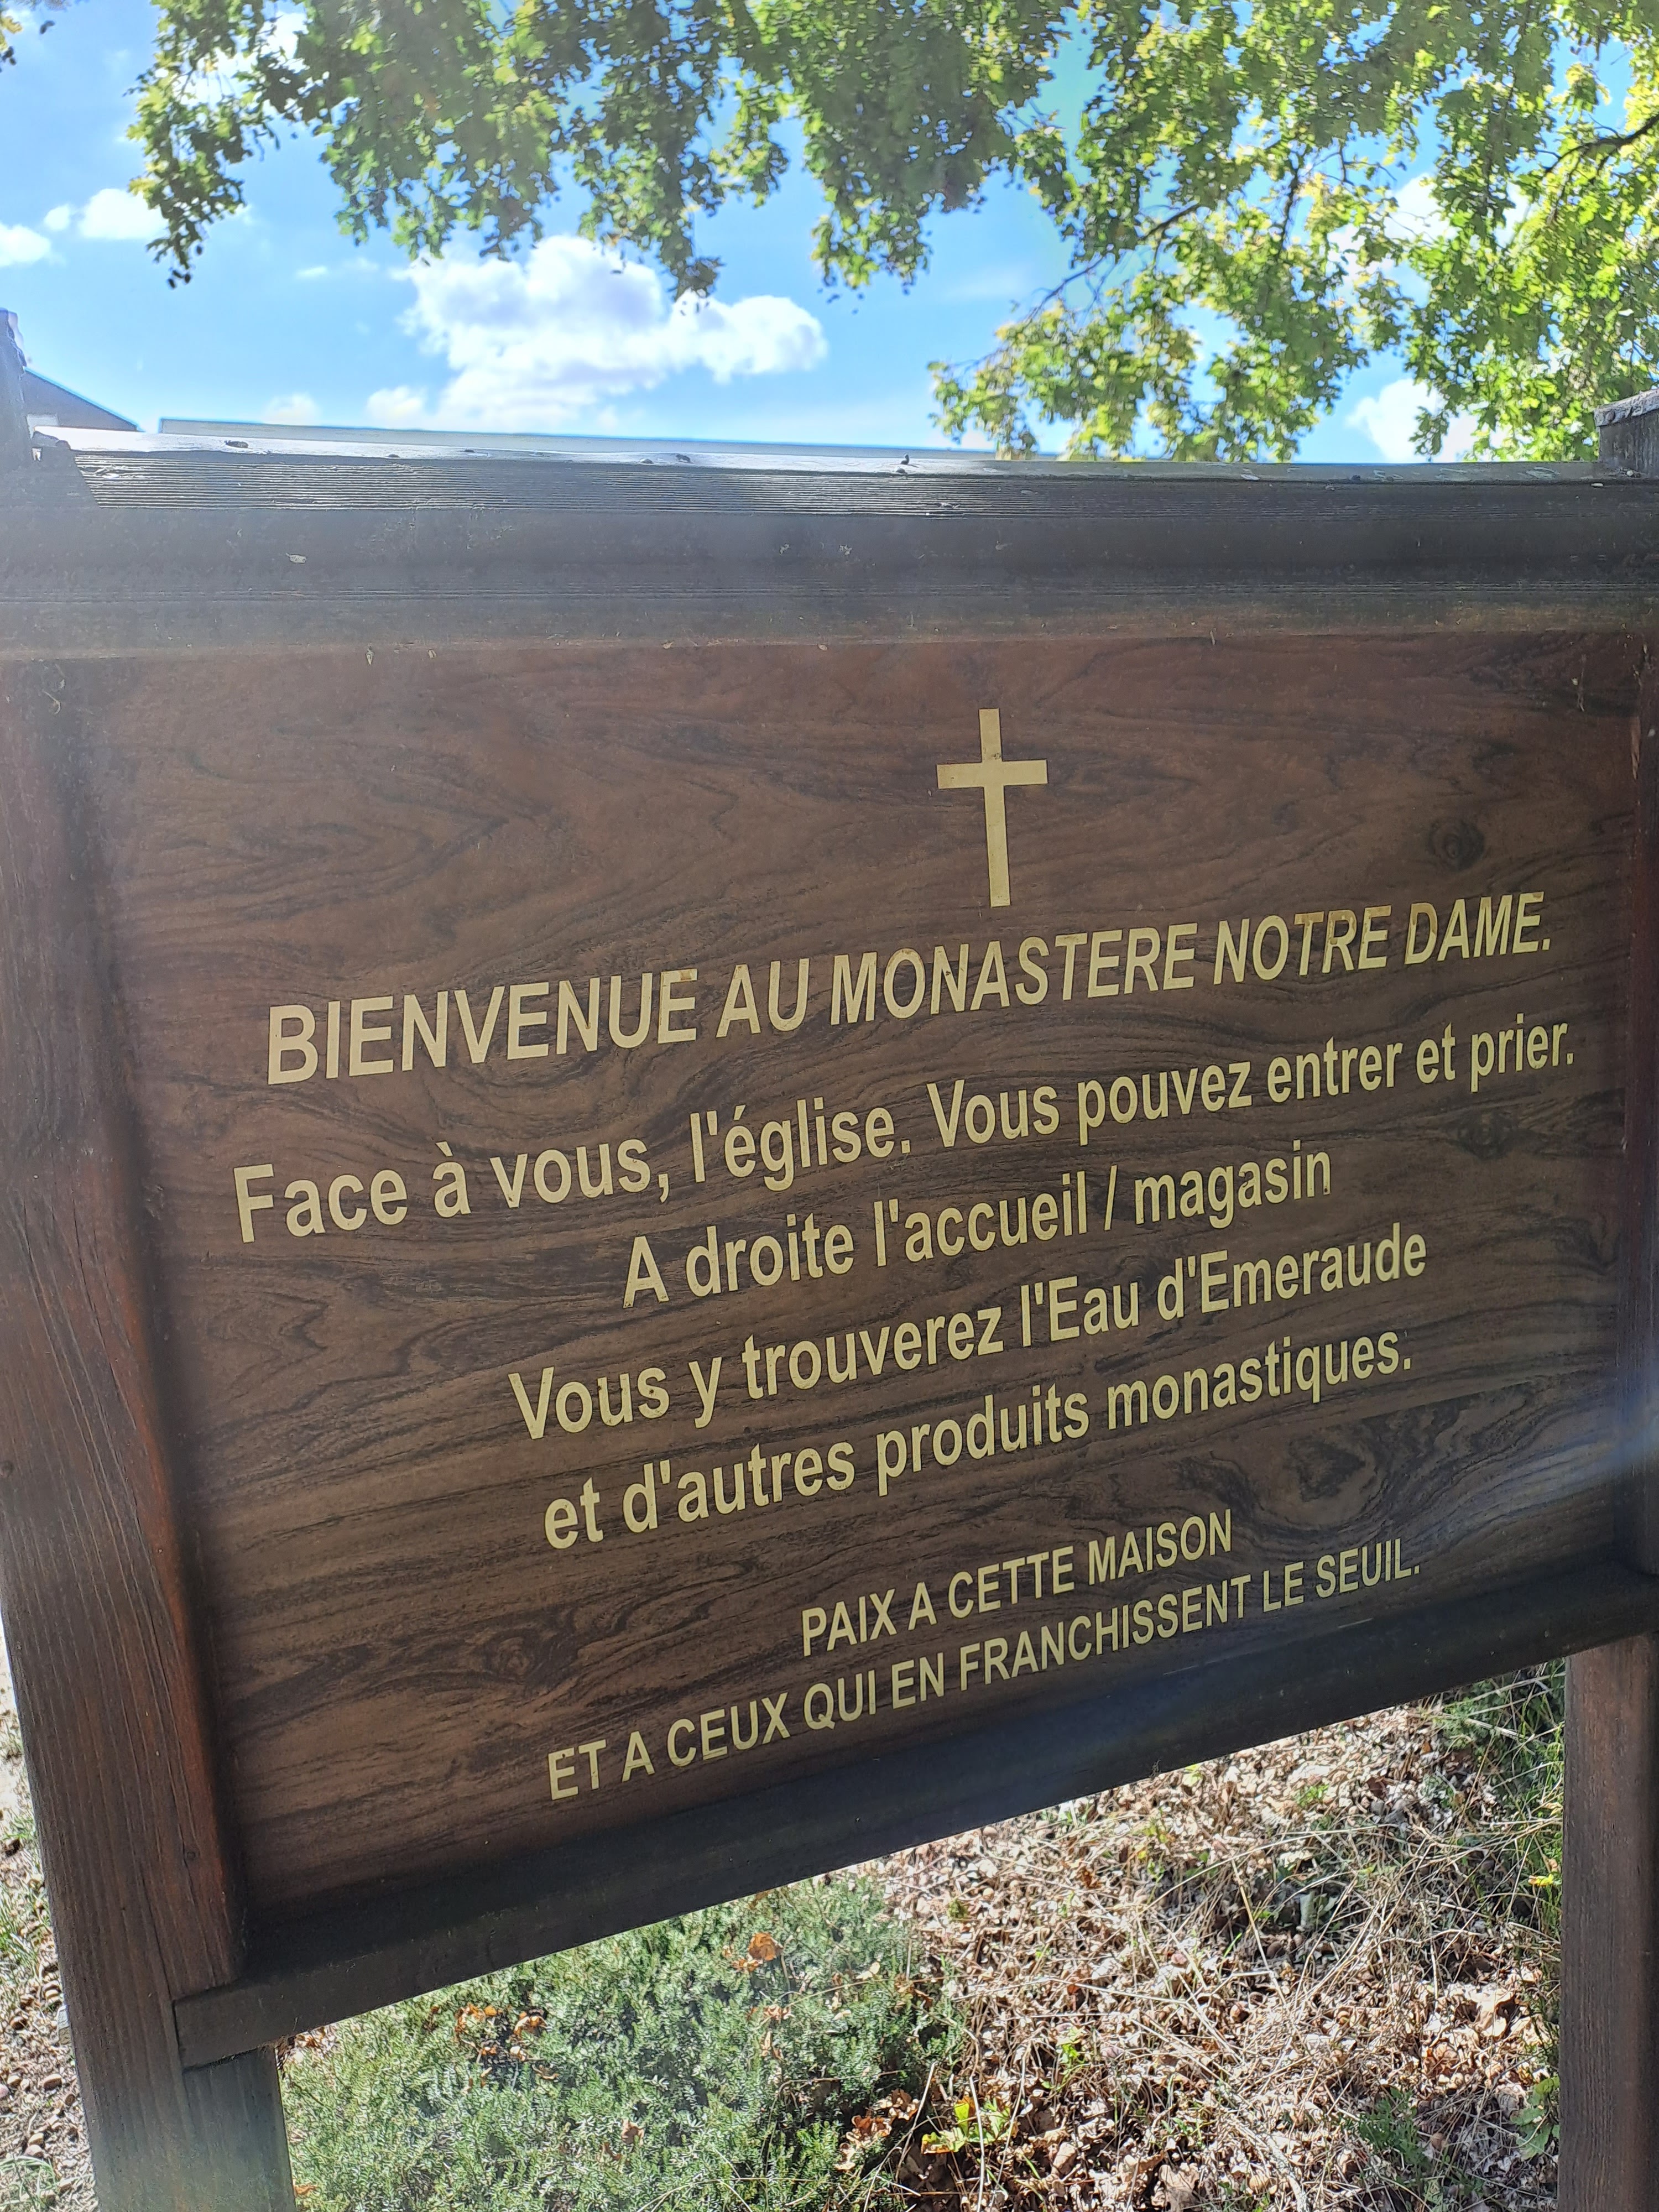 BIENVENUE AU MONASTERE NOTRE DAME.
Face à vous, l'église. Vous pouvez entrer et prier.
A droite l'accueil / magasin
Vous y trouverez l'Eau d'Emeraude
et d'autres produits monastiques.
PAIX A CETTE MAISON
ET A CEUX QUI EN FRANCHISSENT LE SEUIL.